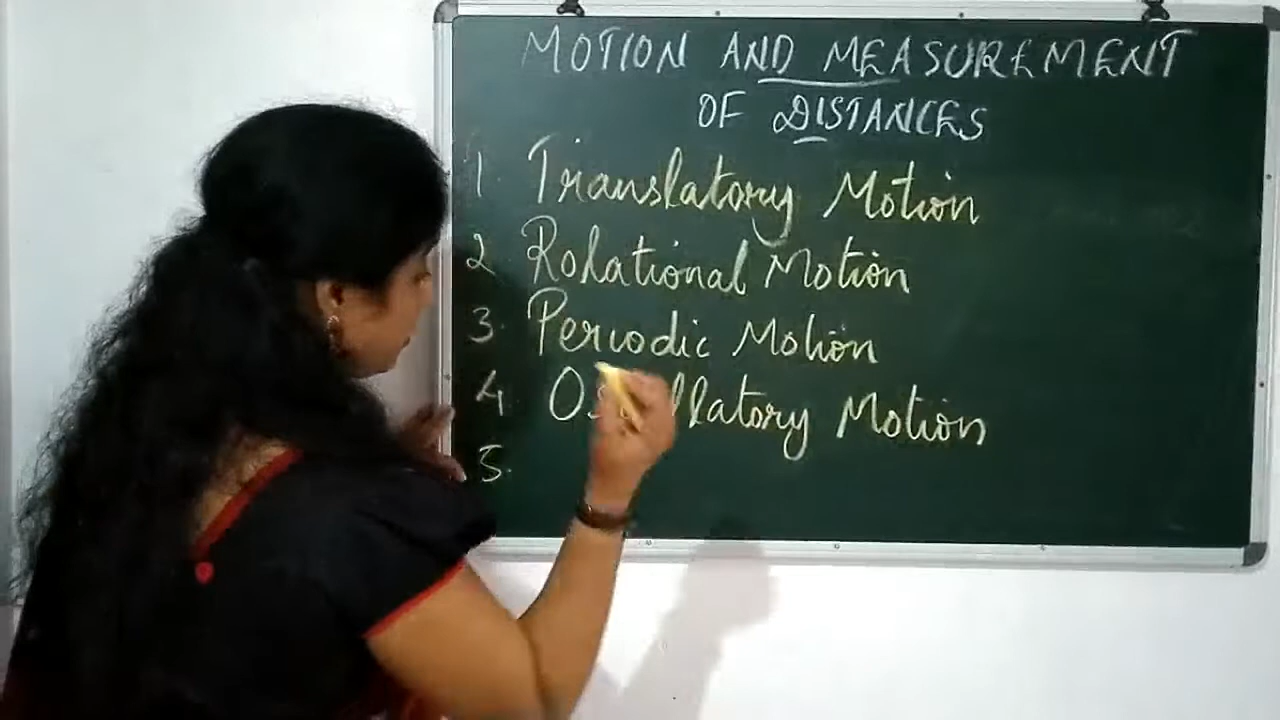 MOTION AND MEASUREMENT
OF DISTANCES
1. Translatory Motion
2 Rotational Motion
3. Periodic Motion
4 Motion
5.